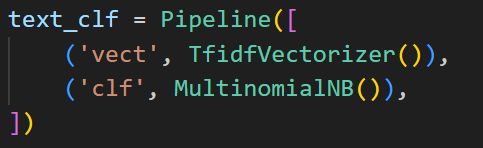 text_clf = Pipeline([
    ('vect', TfidfVectorizer()),
    ('clf', MultinomialNB()),
])